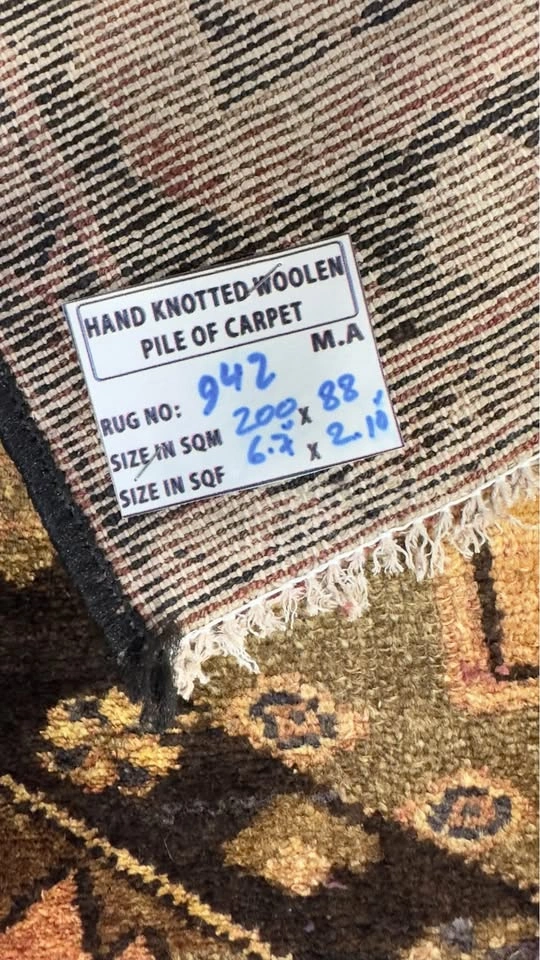 HAND KNOTTED WOOLEN
PILE OF CARPET
M.A
RUG NO: 942
SIZE IN SQM 200 x 88
SIZE IN SQF 6.7 x 2.10